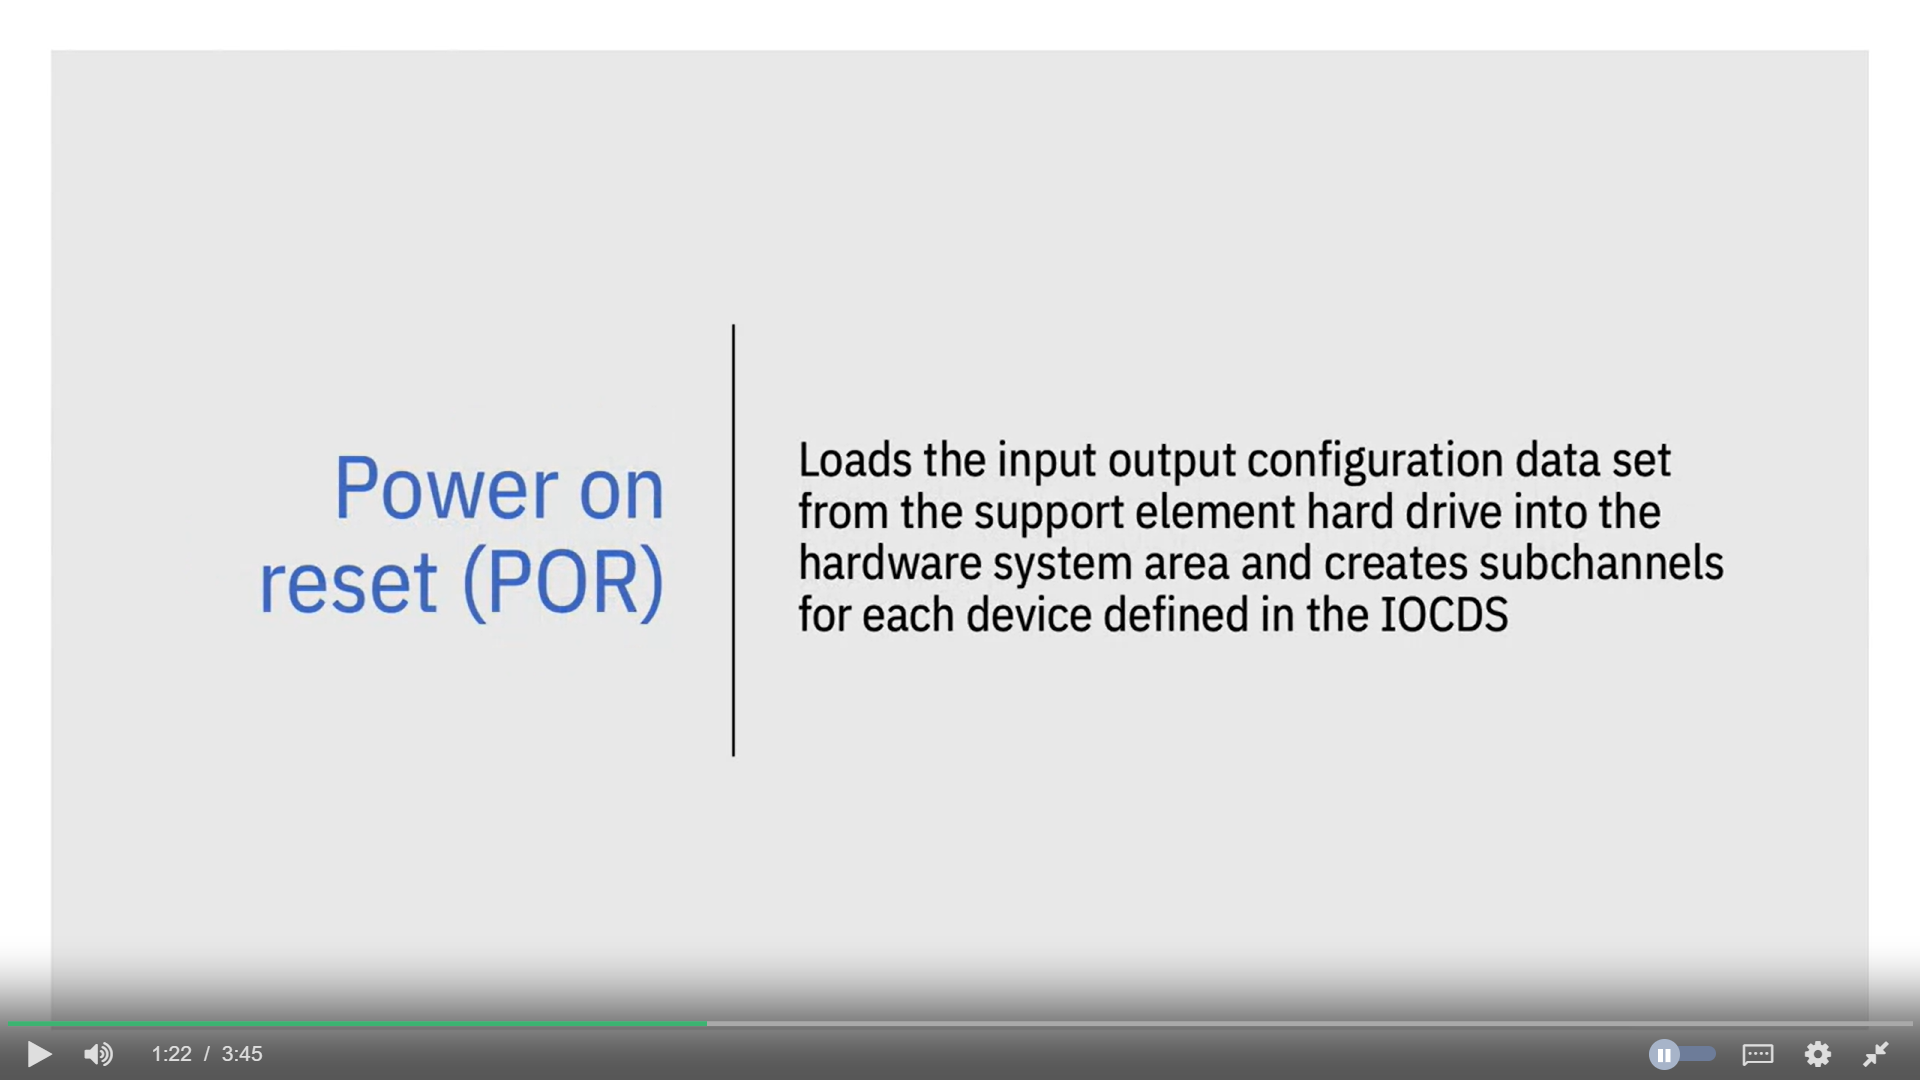 Power on
reset (POR)
Loads the input output configuration data set
from the support element hard drive into the
hardware system area and creates subchannels
for each device defined in the IOCDS
1:22 / 3:45